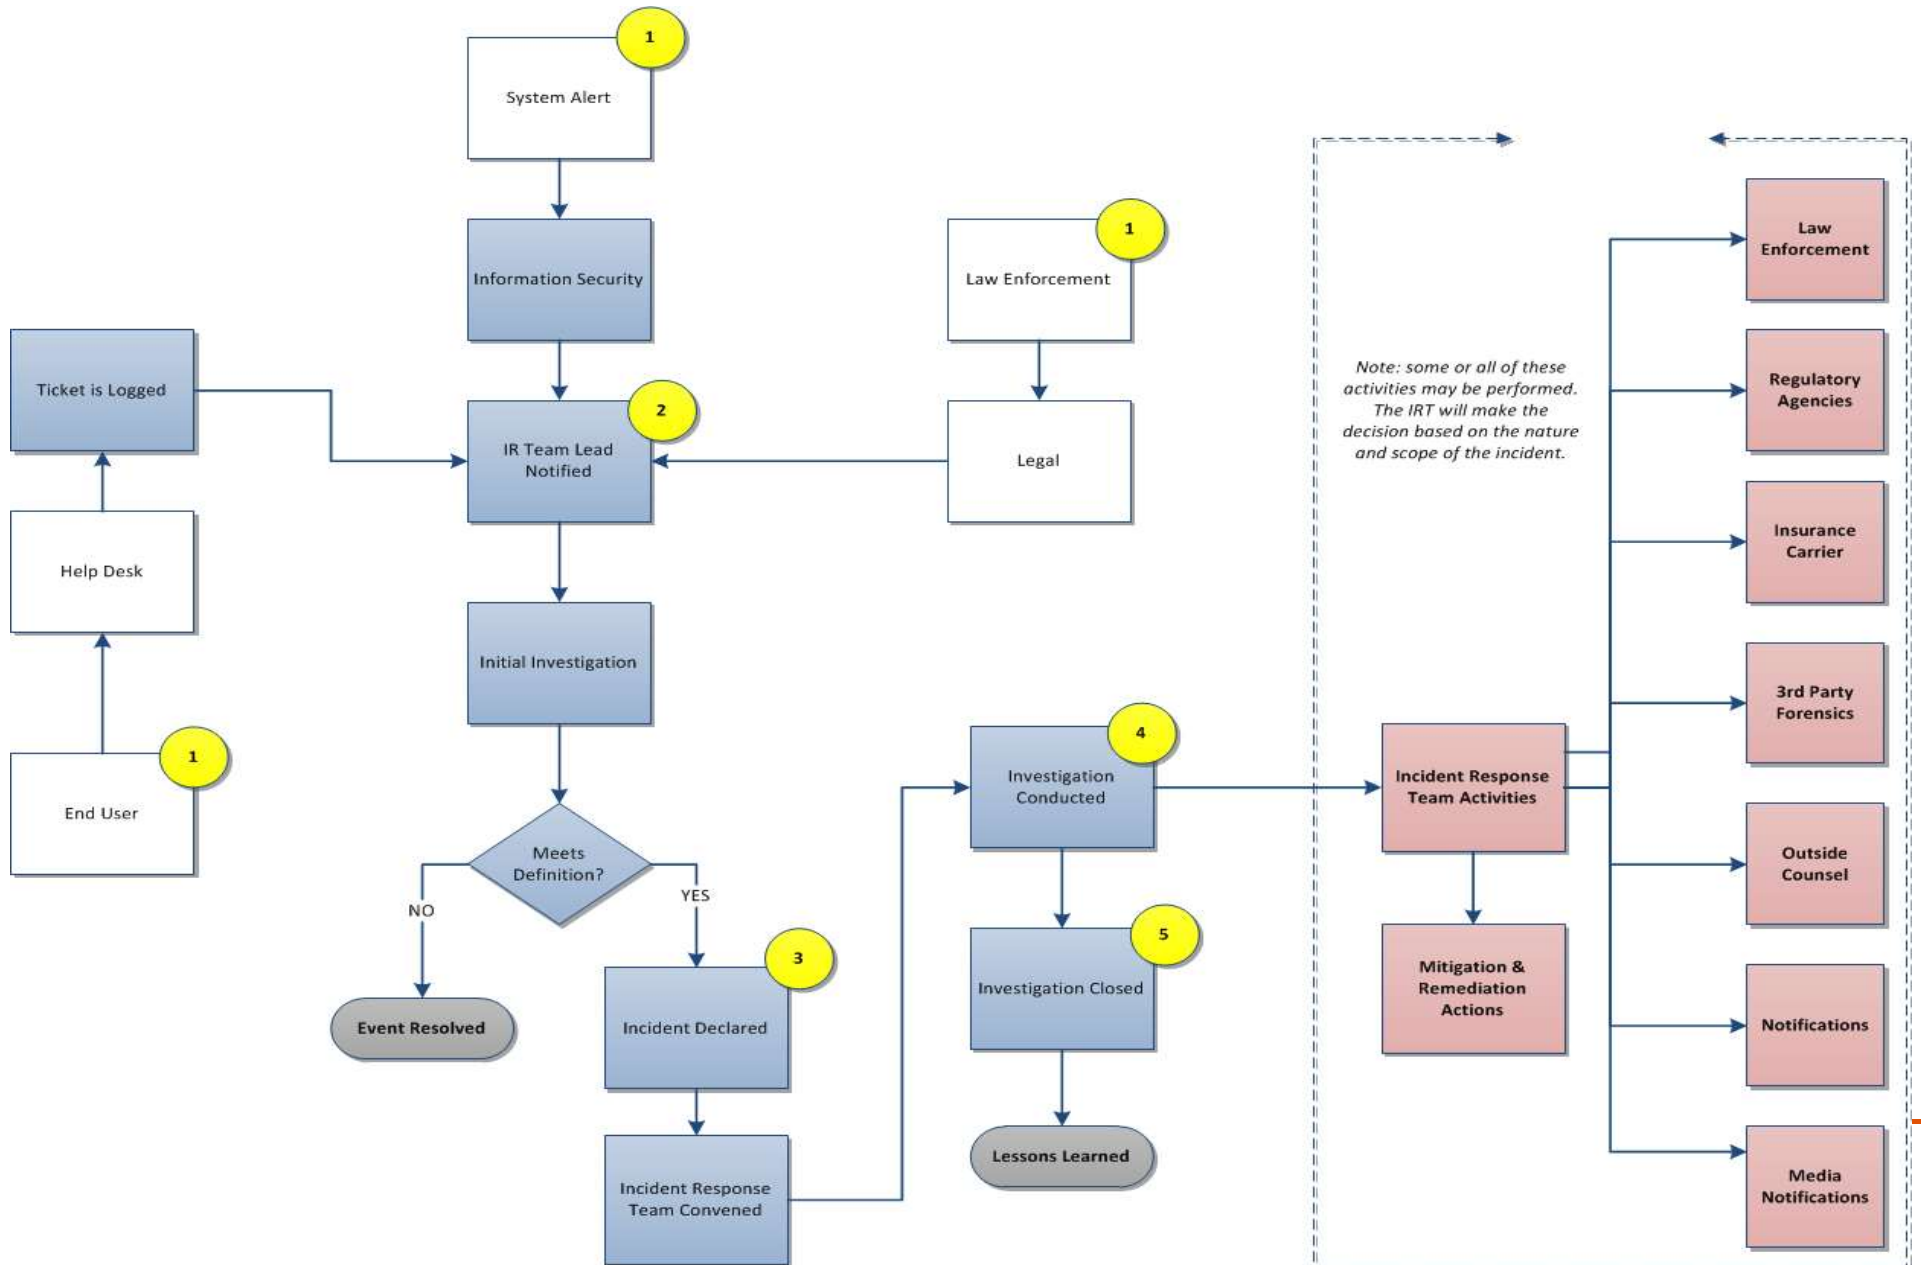 1
System Alert
Information Security
1
Law Enforcement
Ticket is Logged
2
IR Team Lead
Notified
Legal
Help Desk
Initial Investigation
1
End User
Meets
Definition?
NO
YES
Event Resolved
3
Incident Declared
Incident Response
Team Convened
4
Investigation
Conducted
5
Investigation Closed
Lessons Learned
Note: some or all of these
activities may be performed.
The IRT will make the
decision based on the nature
and scope of the incident.
Incident Response
Team Activities
Mitigation &
Remediation
Actions
Law
Enforcement
Regulatory
Agencies
Insurance
Carrier
3rd Party
Forensics
Outside
Counsel
Notifications
Media
Notifications